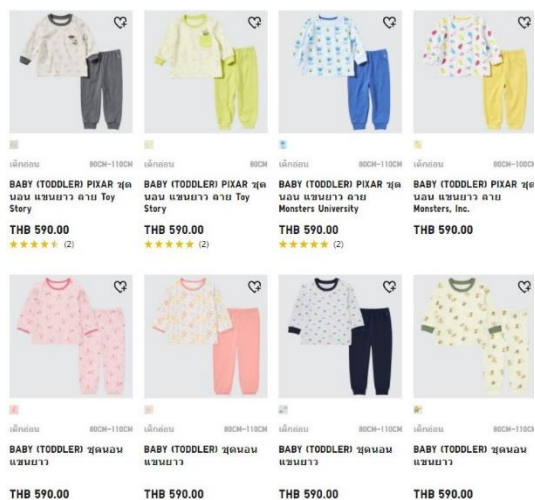 เด็กอ่อน 80CM-110CM
BABY (TODDLER) PIXAR ชุด
นอน แขนยาว ลาย Toy
Story
THB 590.00
(2)
เด็กอ่อน 80CM
BABY (TODDLER) PIXAR ชุด
นอน แขนยาว ลาย Toy
Story
THB 590.00
(2)
เด็กอ่อน 80CM-110CM
BABY (TODDLER) PIXAR ชุด
นอน แขนยาว ลาย
Monsters University
THB 590.00
(2)
เด็กอ่อน 80CM-100CM
BABY (TODDLER) PIXAR ชุด
นอน แขนยาว ลาย
Monsters, Inc.
THB 590.00
เด็กอ่อน 80CM-110CM
BABY (TODDLER) ชุดนอน
แขนยาว
THB 590.00
เด็กอ่อน 80CM-110CM
BABY (TODDLER) ชุดนอน
แขนยาว
THB 590.00
เด็กอ่อน 80CM-110CM
BABY (TODDLER) ชุดนอน
แขนยาว
THB 590.00
เด็กอ่อน 80CM-110CM
BABY (TODDLER) ชุดนอน
แขนยาว
THB 590.00